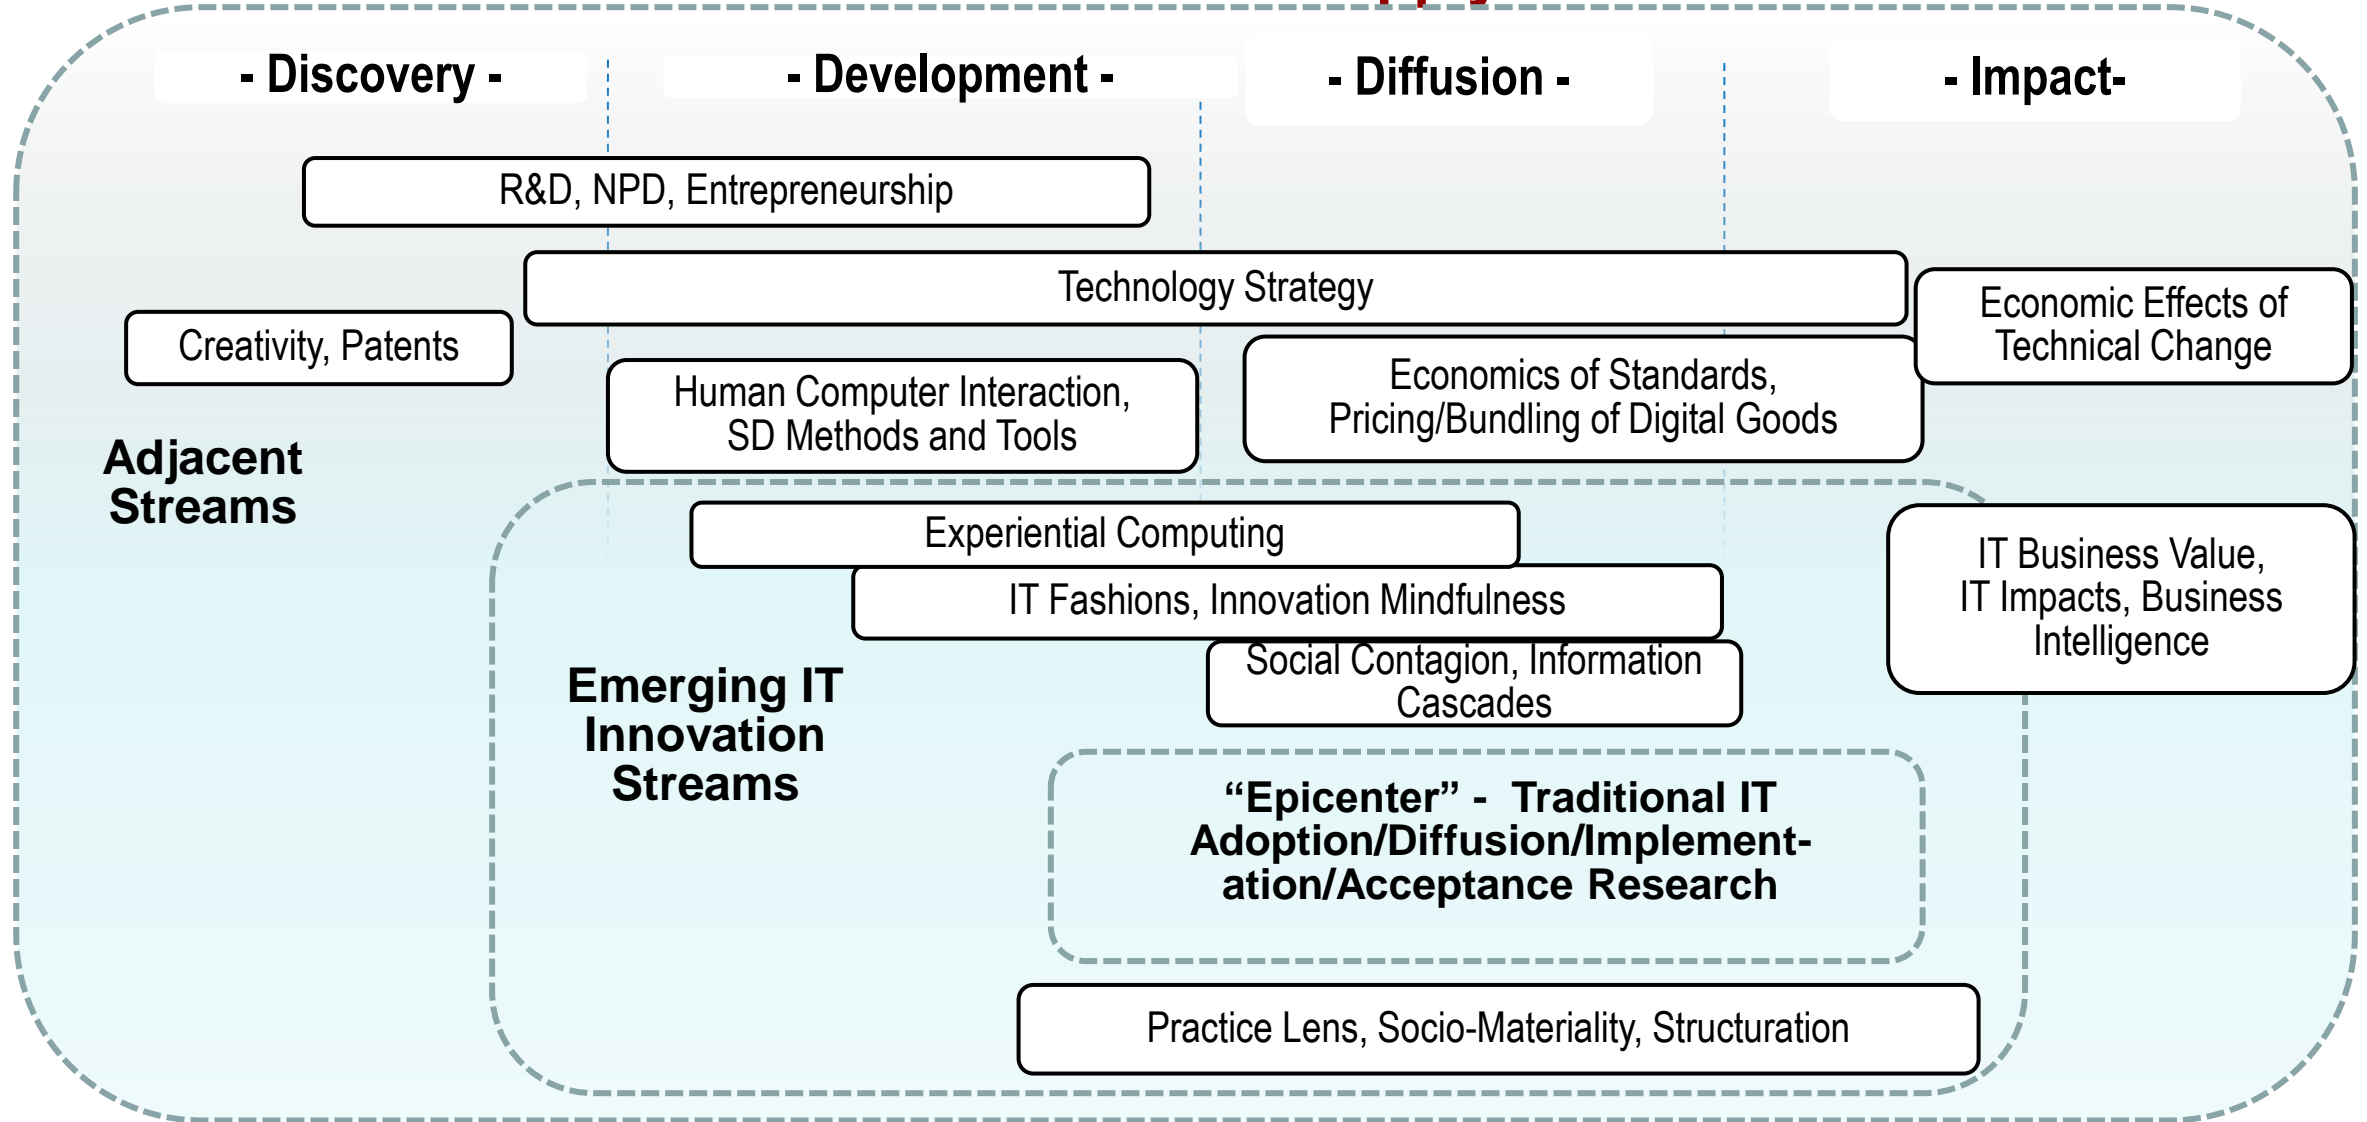 - Discovery -
- Development -
- Diffusion -
- Impact-
R&D, NPD, Entrepreneurship
Technology Strategy
Economic Effects of
Technical Change
Creativity, Patents
Human Computer Interaction,
SD Methods and Tools
Economics of Standards,
Pricing/Bundling of Digital Goods
Adjacent
Streams
Experiential Computing
IT Fashions, Innovation Mindfulness
IT Business Value,
IT Impacts, Business
Intelligence
Social Contagion, Information
Cascades
Emerging IT
Innovation
Streams
“Epicenter” - Traditional IT
Adoption/Diffusion/Implement-
ation/Acceptance Research
Practice Lens, Socio-Materiality, Structuration